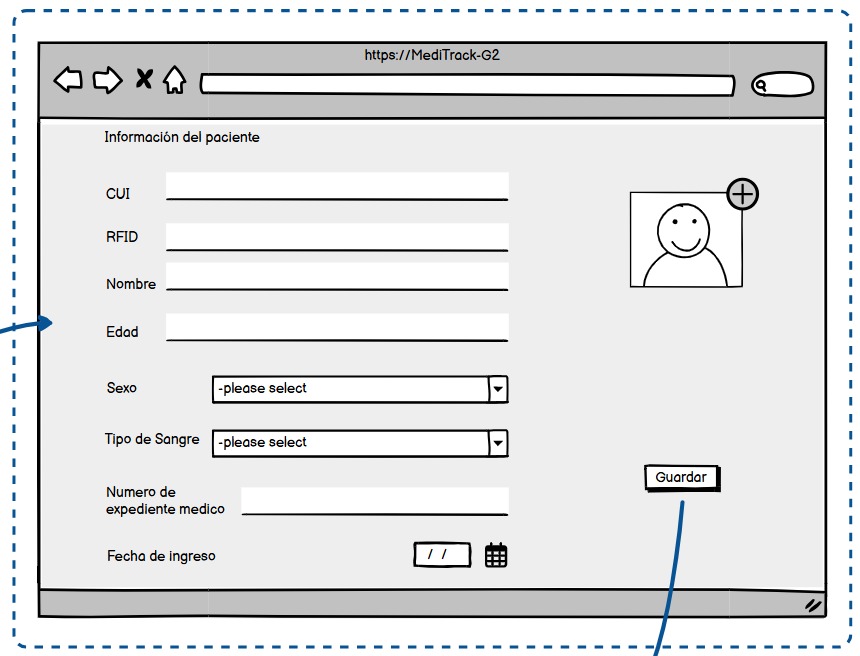 https://MediTrack-G2
Información del paciente
CUI
RFID
Nombre
Edad
Sexo
-please select
Tipo de Sangre
-please select
Guardar
Numero de
expediente medico
Fecha de ingreso
/ /